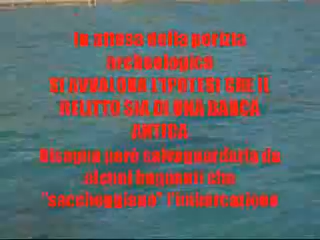 In attesa della perizia
archeologica
SI AVVALORA L'IPOTESI CHE IL
RELITTO SIA DI UNA BARCA
ANTICA
Bisogna però salvaguardarla da
alcuni bagnanti che
"saccheggiano" l'imbarcazione